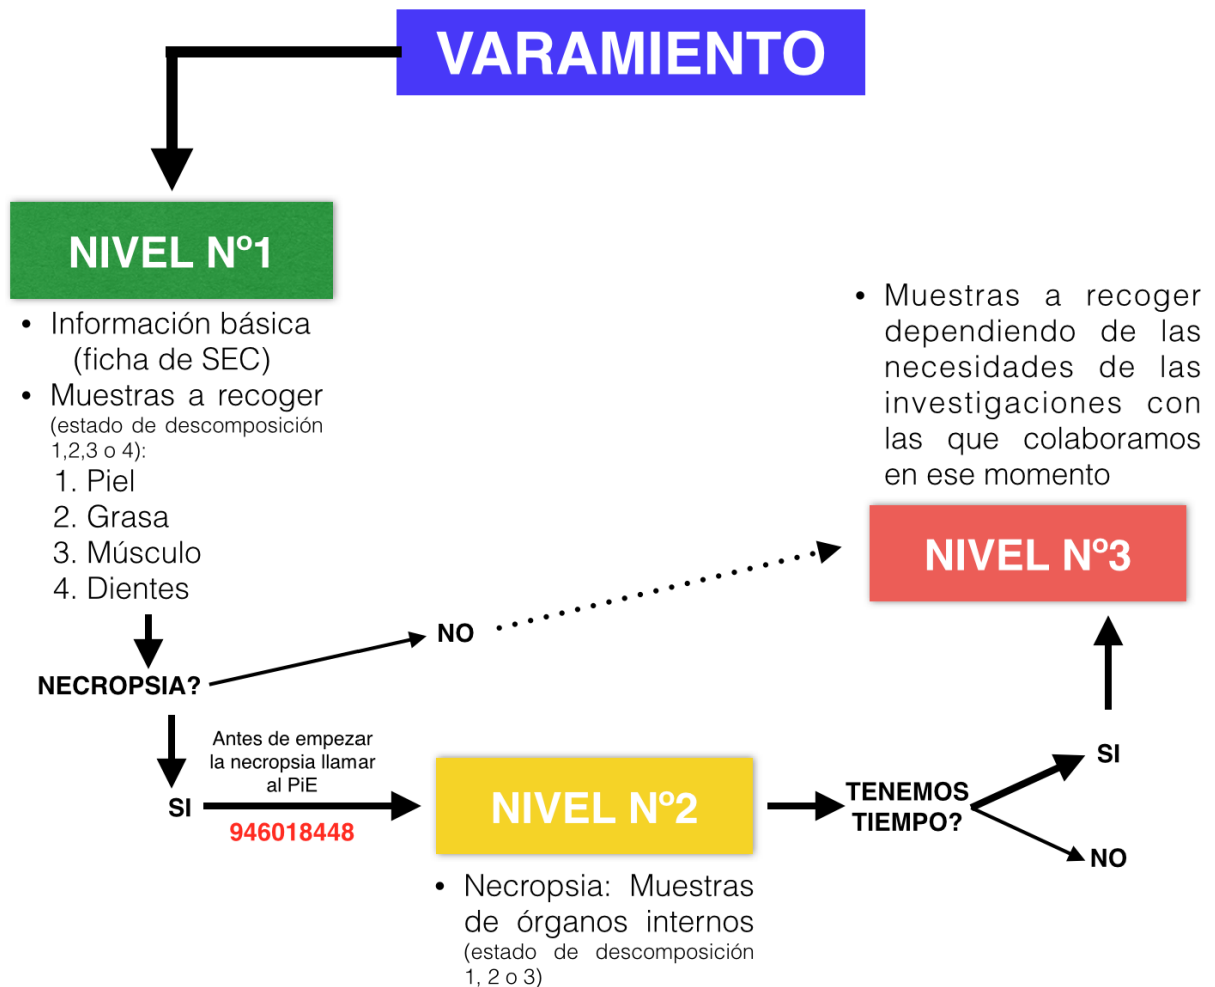 VARAMIENTO
NIVEL Nº1
• Información básica
(ficha de SEC)
• Muestras a recoger
(estado de descomposición
1,2,3 o 4):
1. Piel
2. Grasa
3. Músculo
4. Dientes
NECROPSIA?
NO
SI
Antes de empezar
la necropsia llamar
al PiE
946018448
NIVEL Nº2
• Necropsia: Muestras
de órganos internos
(estado de descomposición
1, 2 o 3)
TENEMOS
TIEMPO?
SI
NO
• Muestras a recoger
dependiendo de las
necesidades de las
investigaciones con
las que colaboramos
en ese momento
NIVEL Nº3